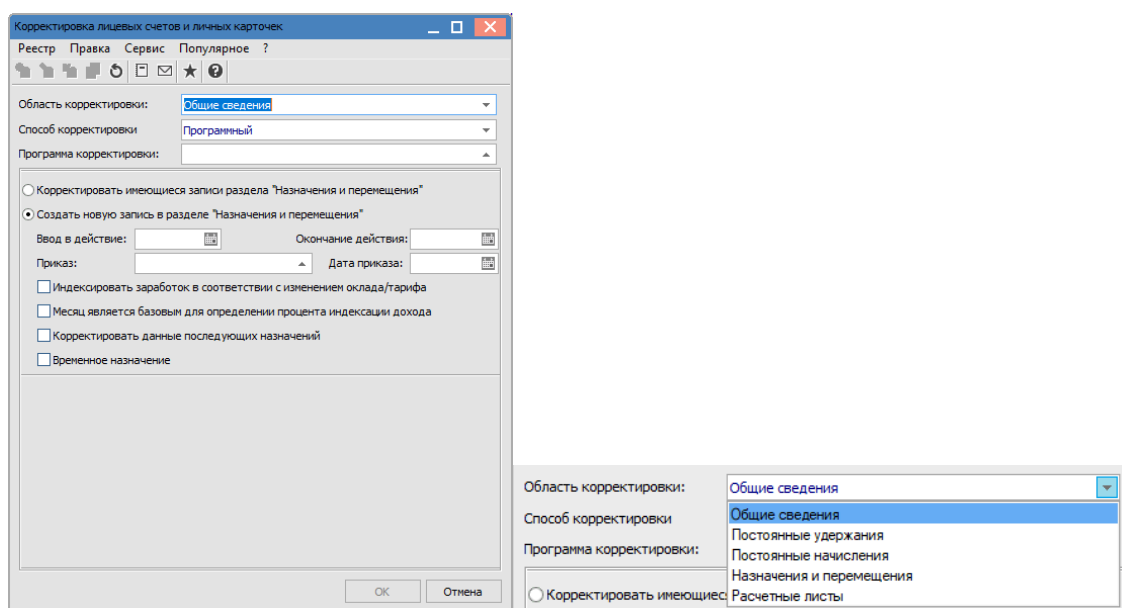 Корректировка лицевых счетов и личных карточек
Реестр Правка Сервис Популярное ?
Область корректировки: Общие сведения
Способ корректировки Программный
Программа корректировки:
Корректировать имеющиеся записи раздела "Назначения и перемещения"
Создать новую запись в разделе "Назначения и перемещения"
Ввод в действие: Окончание действия:
Приказ: Дата приказа:
Индексировать заработок в соответствии с изменением оклада/тарифа
Месяц является базовым для определении процента индексации дохода
Корректировать данные последующих назначений
Временное назначение
OK Отмена
Область корректировки: Общие сведения
Способ корректировки Общие сведения
Постоянные удержания
Программа корректировки: Постоянные начисления
Назначения и перемещения
Корректировать имеющиес Расчетные листы